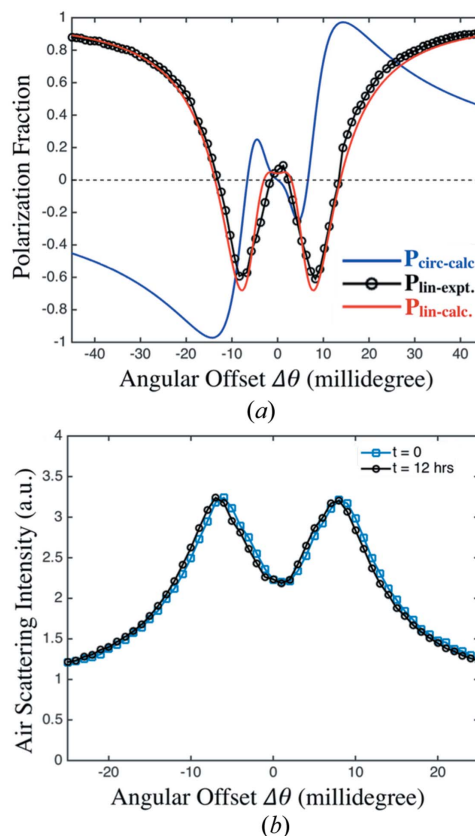 1
0.8
0.6
0.4
0.2
0
-0.2
-0.4
-0.6
-0.8
-1
Polarization Fraction
Pcirc-calc
Plin-expt.
Plin-calc.
-40 -30 -20 -10 0 10 20 30 40
Angular Offset Δθ (millidegree)
(a)
4
3.5
3
2.5
2
1.5
1
0.5
0
Air Scattering Intensity (a.u.)
t = 0
t = 12 hrs
-20 -10 0 10 20
Angular Offset Δθ (millidegree)
(b)